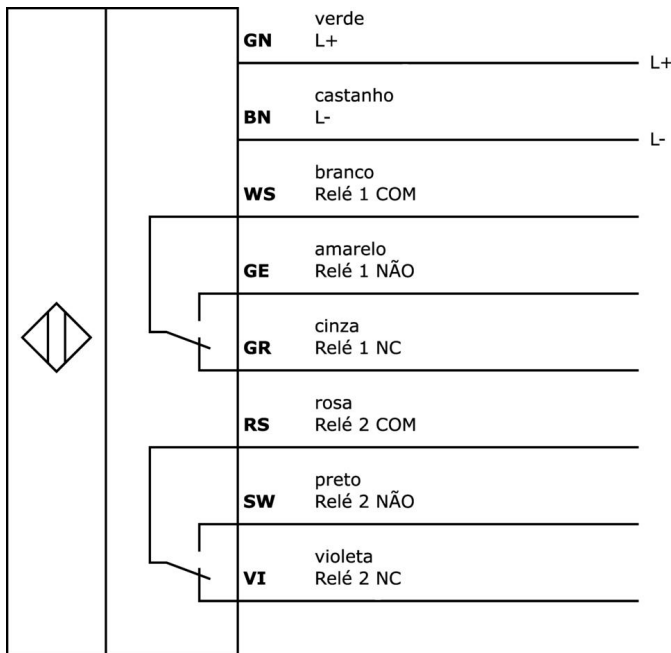 verde
GN L+
L+
castanho
BN L-
L-
branco
WS Relé 1 COM
amarelo
GE Relé 1 NÃO
cinza
GR Relé 1 NC
rosa
RS Relé 2 COM
preto
SW Relé 2 NÃO
violeta
VI Relé 2 NC